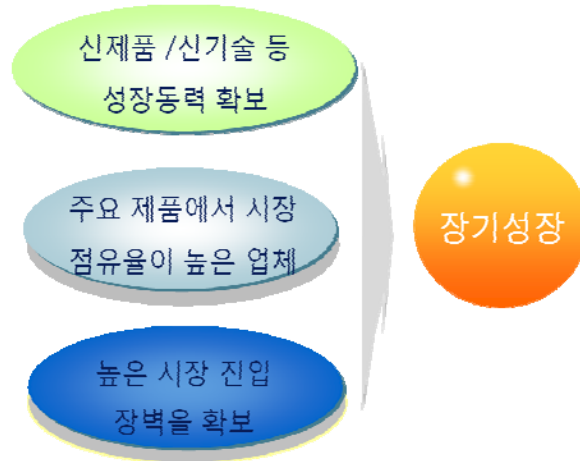 신제품 /신기술 등
성장동력 확보
주요 제품에서 시장
점유율이 높은 업체
장기성장
높은 시장 진입
장벽을 확보